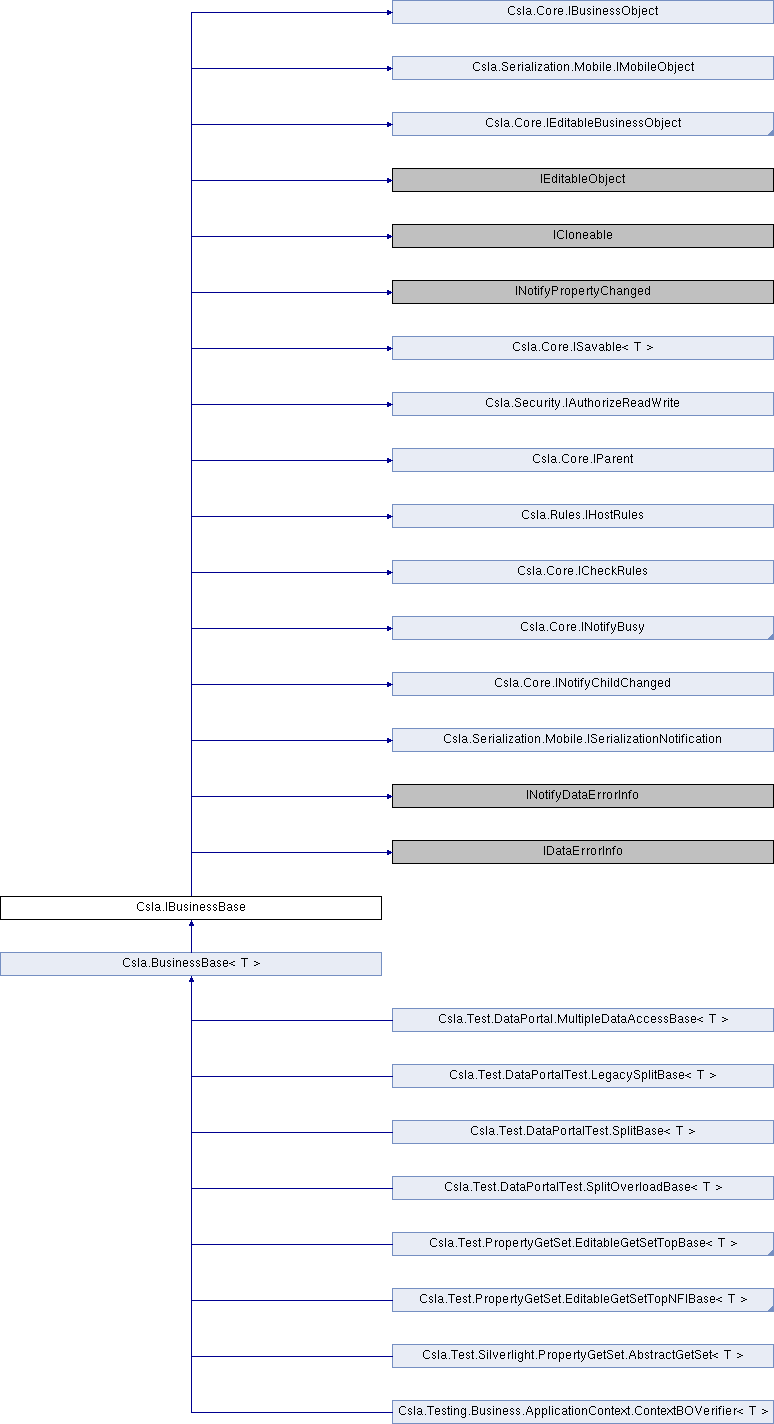 Csla.Core.IBusinessObject
Csla.Serialization.Mobile.IMobileObject
Csla.Core.IEditableBusinessObject
IEditableObject
ICloneable
INotifyPropertyChanged
Csla.Core.ISavable< T >
Csla.Security.IAuthorizeReadWrite
Csla.Core.IParent
Csla.Rules.IHostRules
Csla.Core.ICheckRules
Csla.Core.INotifyBusy
Csla.Core.INotifyChildChanged
Csla.Serialization.Mobile.ISerializationNotification
INotifyDataErrorInfo
IDataErrorInfo
Csla.IBusinessBase
Csla.BusinessBase< T >
Csla.Test.DataPortal.MultipleDataAccessBase< T >
Csla.Test.DataPortalTest.LegacySplitBase< T >
Csla.Test.DataPortalTest.SplitBase< T >
Csla.Test.DataPortalTest.SplitOverloadBase< T >
Csla.Test.PropertyGetSet.EditableGetSetTopBase< T >
Csla.Test.PropertyGetSet.EditableGetSetTopNFIBase< T >
Csla.Test.Silverlight.PropertyGetSet.AbstractGetSet< T >
Csla.Testing.Business.ApplicationContext.ContextBOVerifier< T >